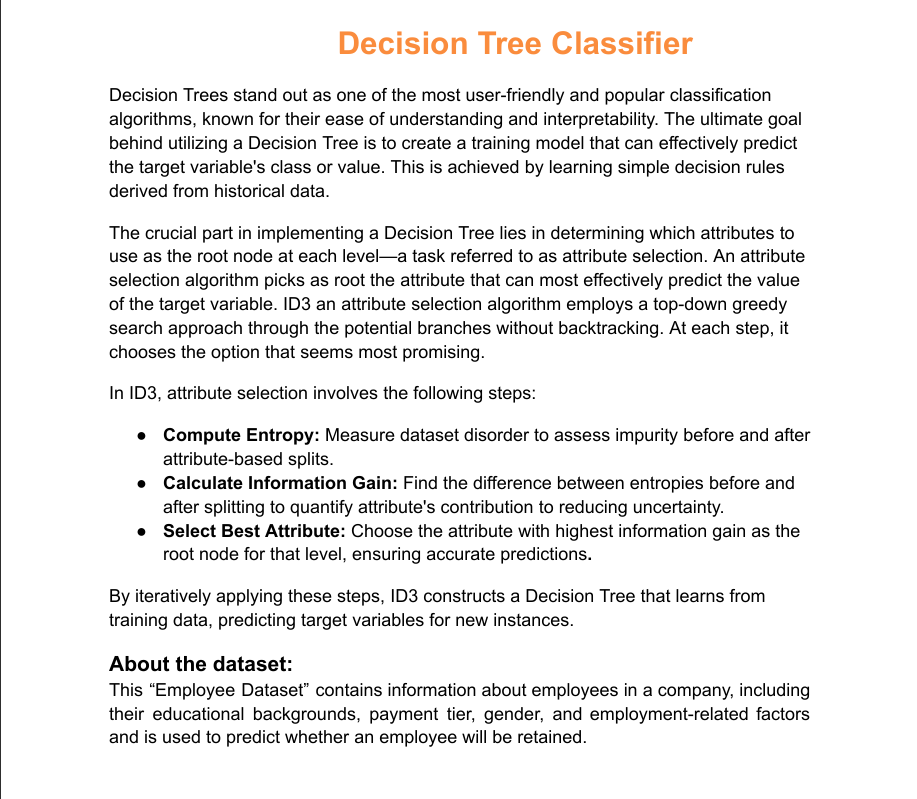 Decision Tree Classifier
Decision Trees stand out as one of the most user-friendly and popular classification
algorithms, known for their ease of understanding and interpretability. The ultimate goal
behind utilizing a Decision Tree is to create a training model that can effectively predict
the target variable's class or value. This is achieved by learning simple decision rules
derived from historical data.
The crucial part in implementing a Decision Tree lies in determining which attributes to
use as the root node at each level—a task referred to as attribute selection. An attribute
selection algorithm picks as root the attribute that can most effectively predict the value
of the target variable. ID3 an attribute selection algorithm employs a top-down greedy
search approach through the potential branches without backtracking. At each step, it
chooses the option that seems most promising.
In ID3, attribute selection involves the following steps:
● Compute Entropy: Measure dataset disorder to assess impurity before and after
attribute-based splits.
● Calculate Information Gain: Find the difference between entropies before and
after splitting to quantify attribute's contribution to reducing uncertainty.
● Select Best Attribute: Choose the attribute with highest information gain as the
root node for that level, ensuring accurate predictions.
By iteratively applying these steps, ID3 constructs a Decision Tree that learns from
training data, predicting target variables for new instances.
About the dataset:
This “Employee Dataset” contains information about employees in a company, including
their educational backgrounds, payment tier, gender, and employment-related factors
and is used to predict whether an employee will be retained.